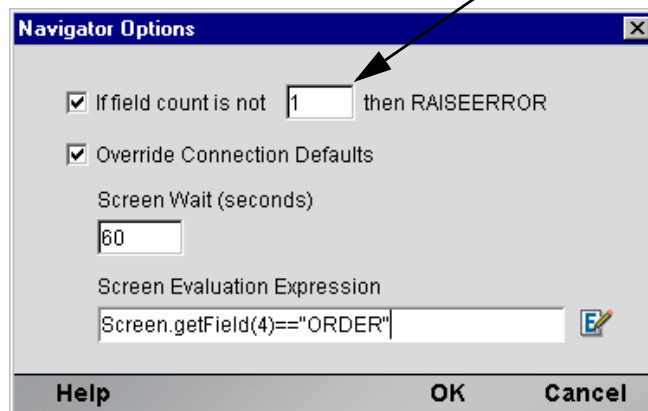 Navigator Options
If field count is not 1 then RAISEERROR
Override Connection Defaults
Screen Wait (seconds)
60
Screen Evaluation Expression
Screen.getField(4)=="ORDER"
Help OK Cancel